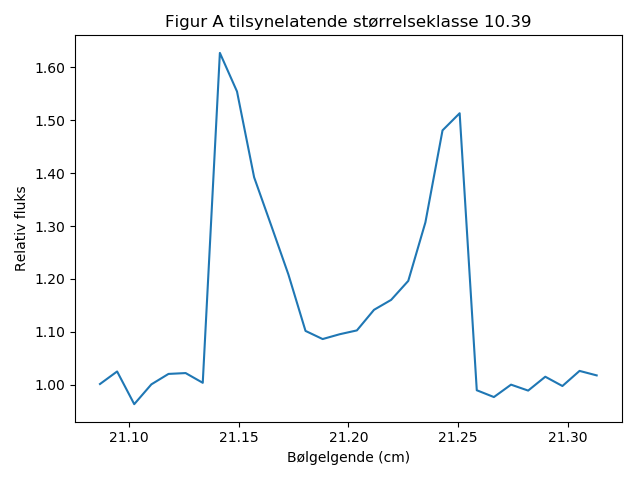 Figur A tilsynelatende størrelseklasse 10.39
Relativ fluks
1.60
1.50
1.40
1.30
1.20
1.10
1.00
21.10 21.15 21.20 21.25 21.30
Bølgelgende (cm)